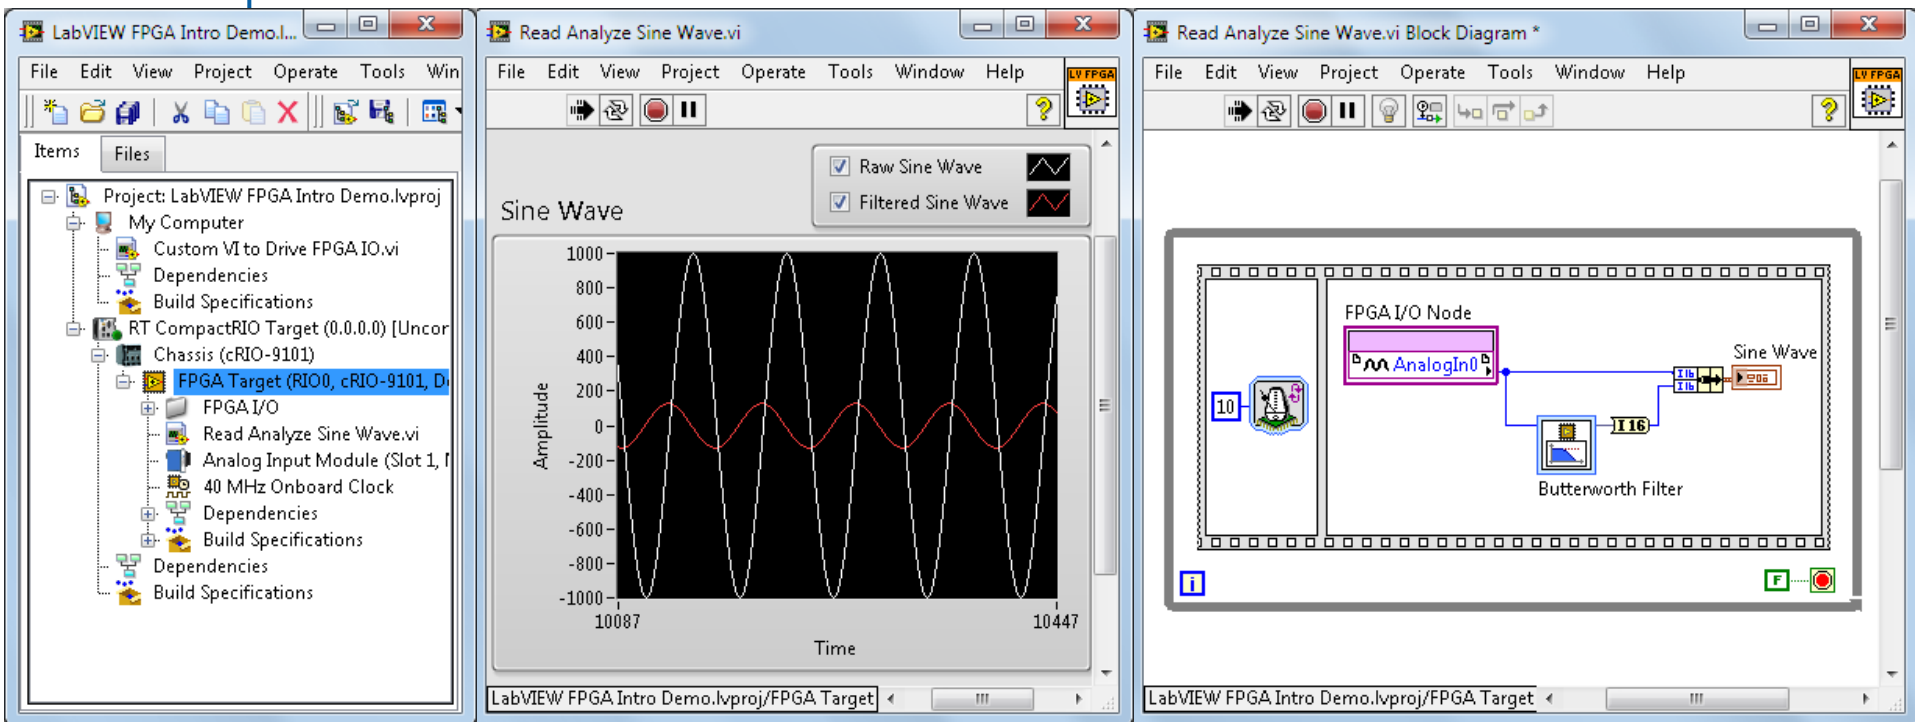 LabVIEW FPGA Intro Demo.l...
File Edit View Project Operate Tools Win
Items Files
Project: LabVIEW FPGA Intro Demo.lvproj
My Computer
Custom VI to Drive FPGA IO.vi
Dependencies
Build Specifications
RT CompactRIO Target (0.0.0.0) [Uncor
Chassis (cRIO-9101)
FPGA Target (RIO0, cRIO-9101, D
FPGA I/O
Read Analyze Sine Wave.vi
Analog Input Module (Slot 1,
40 MHz Onboard Clock
Dependencies
Build Specifications
Dependencies
Build Specifications
Read Analyze Sine Wave.vi
File Edit View Project Operate Tools Window Help
LV FPGA
Raw Sine Wave
Filtered Sine Wave
Sine Wave
1000
800
600
400
200
0
-200
-400
-600
-800
-1000
Amplitude
10087 10447
Time
LabVIEW FPGA Intro Demo.lvproj/FPGA Target
Read Analyze Sine Wave.vi Block Diagram *
File Edit View Project Operate Tools Window Help
LV FPGA
FPGA I/O Node
AnalogIn0
Sine Wave
10
I16
Butterworth Filter
i
F
LabVIEW FPGA Intro Demo.lvproj/FPGA Target